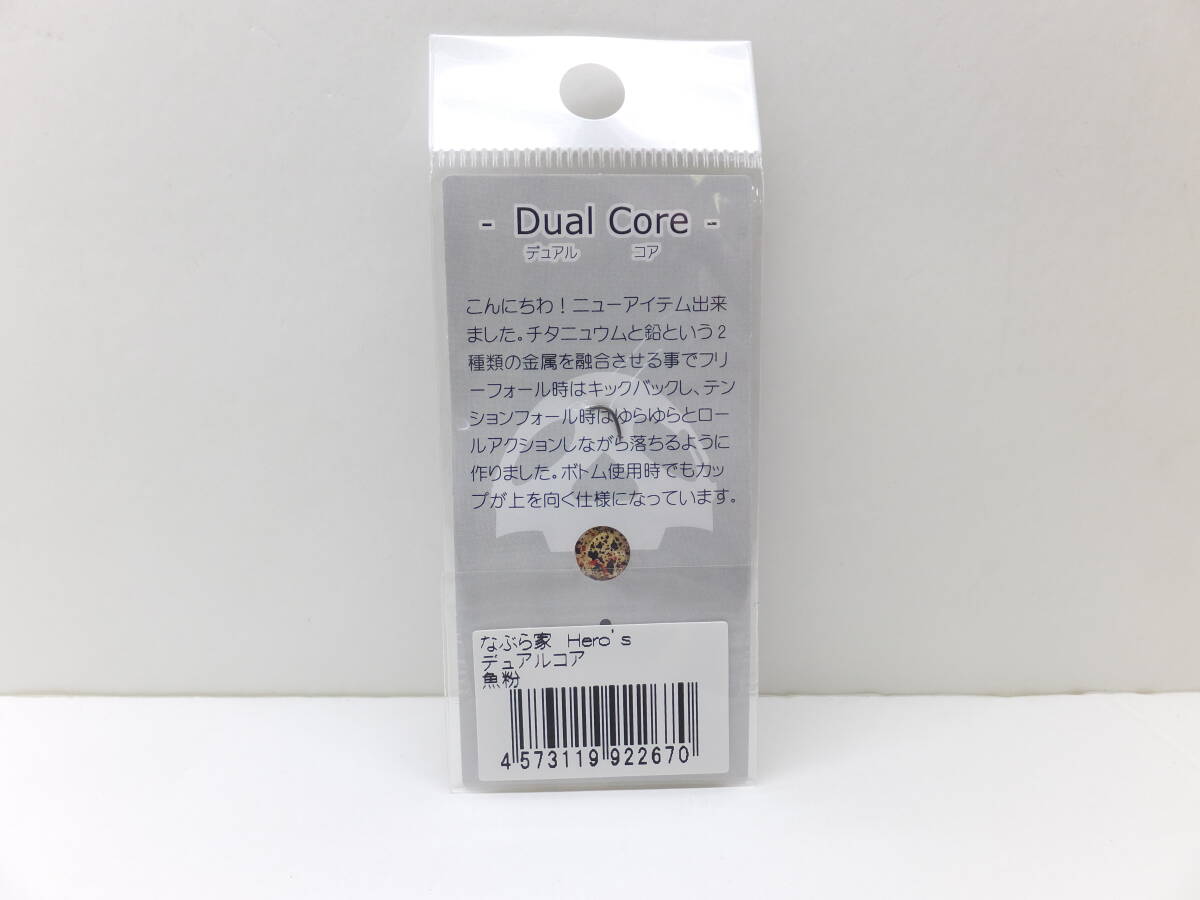 - Dual Core -
デュアル コア
こんにちわ！ニューアイテム出来
ました。チタニュウムと鉛という2
種類の金属を融合させる事でフリ
ーフォール時はキックバックし、テン
ションフォール時はゆらゆらとロー
ルアクションしながら落ちるように
作りました。ボトム使用時でもカッ
プが上を向く仕様になっています。
なぶら家 Hero's
デュアルコア
魚粉
4 573119 922670